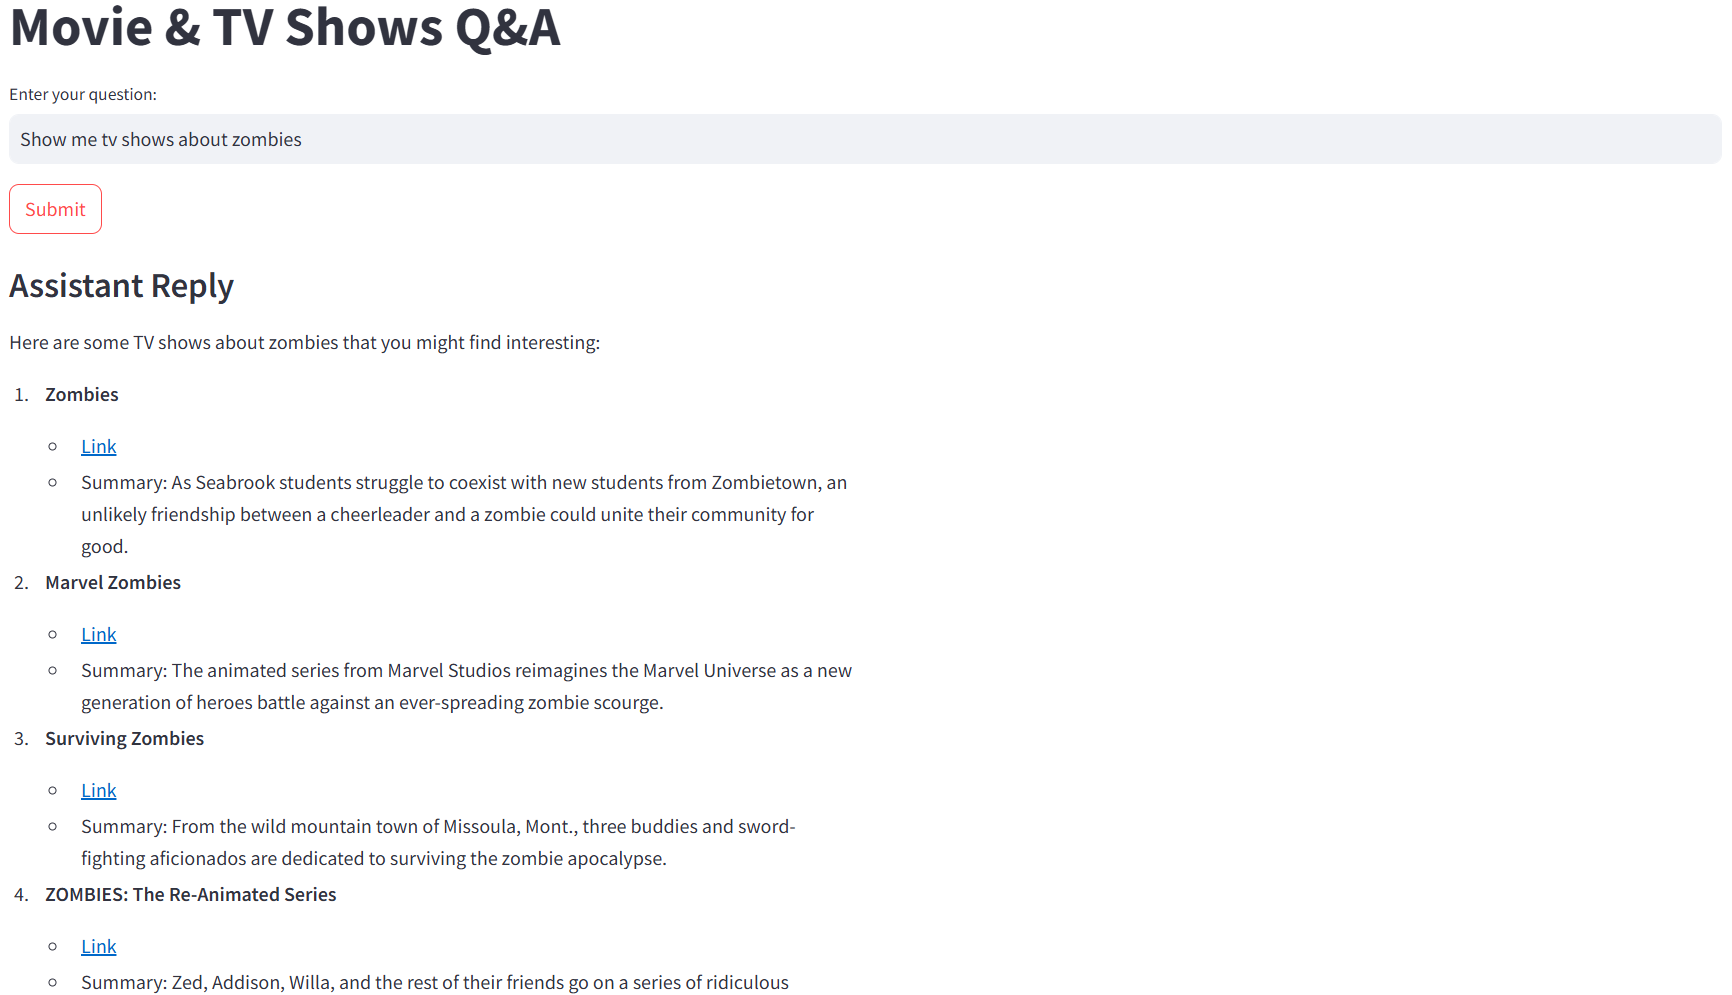 Movie & TV Shows Q&A
Enter your question:
Show me tv shows about zombies
Submit
Assistant Reply
Here are some TV shows about zombies that you might find interesting:
1. Zombies
Link
Summary: As Seabrook students struggle to coexist with new students from Zombietown, an
unlikely friendship between a cheerleader and a zombie could unite their community for
good.
2. Marvel Zombies
Link
Summary: The animated series from Marvel Studios reimagines the Marvel Universe as a new
generation of heroes battle against an ever-spreading zombie scourge.
3. Surviving Zombies
Link
Summary: From the wild mountain town of Missoula, Mont., three buddies and sword-
fighting aficionados are dedicated to surviving the zombie apocalypse.
4. ZOMBIES: The Re-Animated Series
Link
Summary: Zed, Addison, Willa, and the rest of their friends go on a series of ridiculous